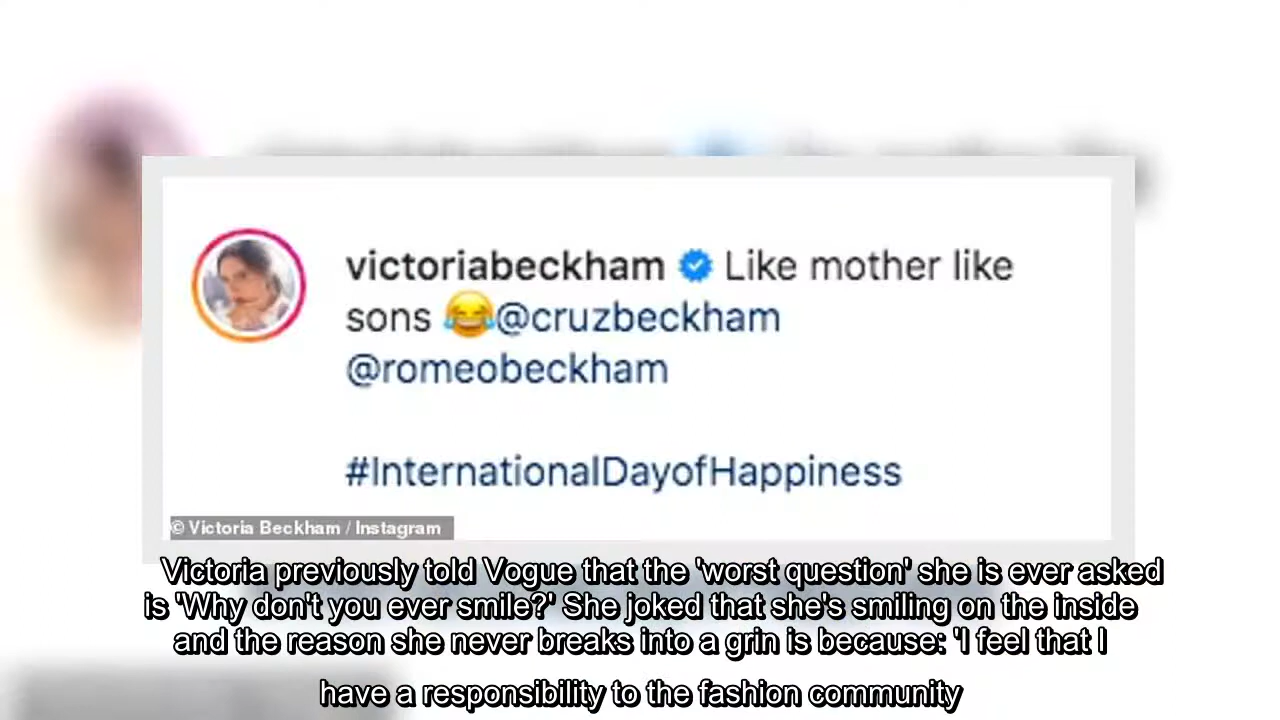 victoriabeckham Like mother like
sons 😂@cruzbeckham
@romeobeckham
#InternationalDayofHappiness
© Victoria Beckham / Instagram
Victoria previously told Vogue that the 'worst question' she is ever asked
is 'Why don't you ever smile?' She joked that she's smiling on the inside
and the reason she never breaks into a grin is because: 'I feel that I
have a responsibility to the fashion community